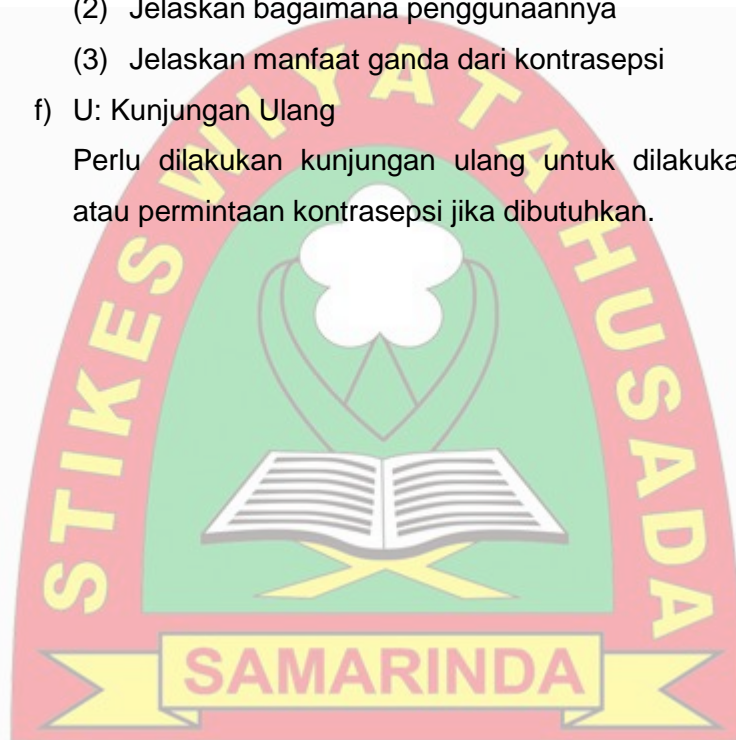 (2) Jelaskan bagaimana penggunaannya
(3) Jelaskan manfaat ganda dari kontrasepsi
f) U: Kunjungan Ulang
Perlu dilakukan kunjungan ulang untuk
atau permintaan kontrasepsi jika dibutuhkan.
STIKES WIYATA HUSADA
SAMARINDA